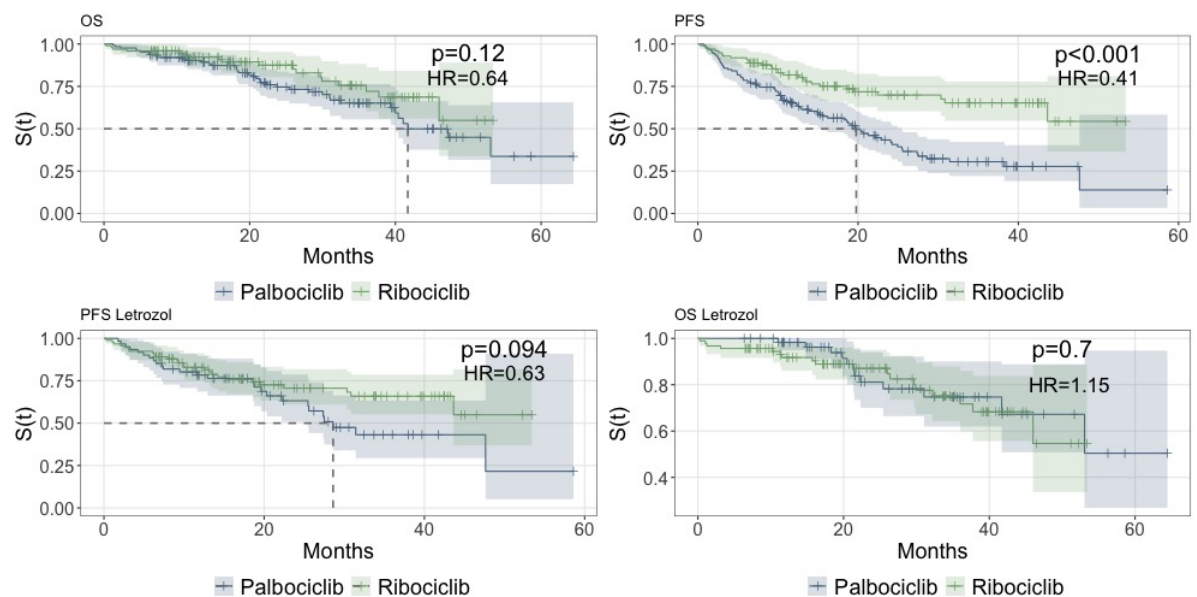 OS
1.00
0.75
0.50
0.25
0.00
S(t)
p=0.12
HR=0.64
0 20 40 60
Months
Palbociclib Ribociclib
PFS
1.00
0.75
0.50
0.25
0.00
S(t)
p<0.001
HR=0.41
0 20 40 60
Months
Palbociclib Ribociclib
PFS Letrozol
1.00
0.75
0.50
0.25
0.00
S(t)
p=0.094
HR=0.63
0 20 40 60
Months
Palbociclib Ribociclib
OS Letrozol
1.0
0.8
0.6
0.4
S(t)
p=0.7
HR=1.15
0 20 40 60
Months
Palbociclib Ribociclib